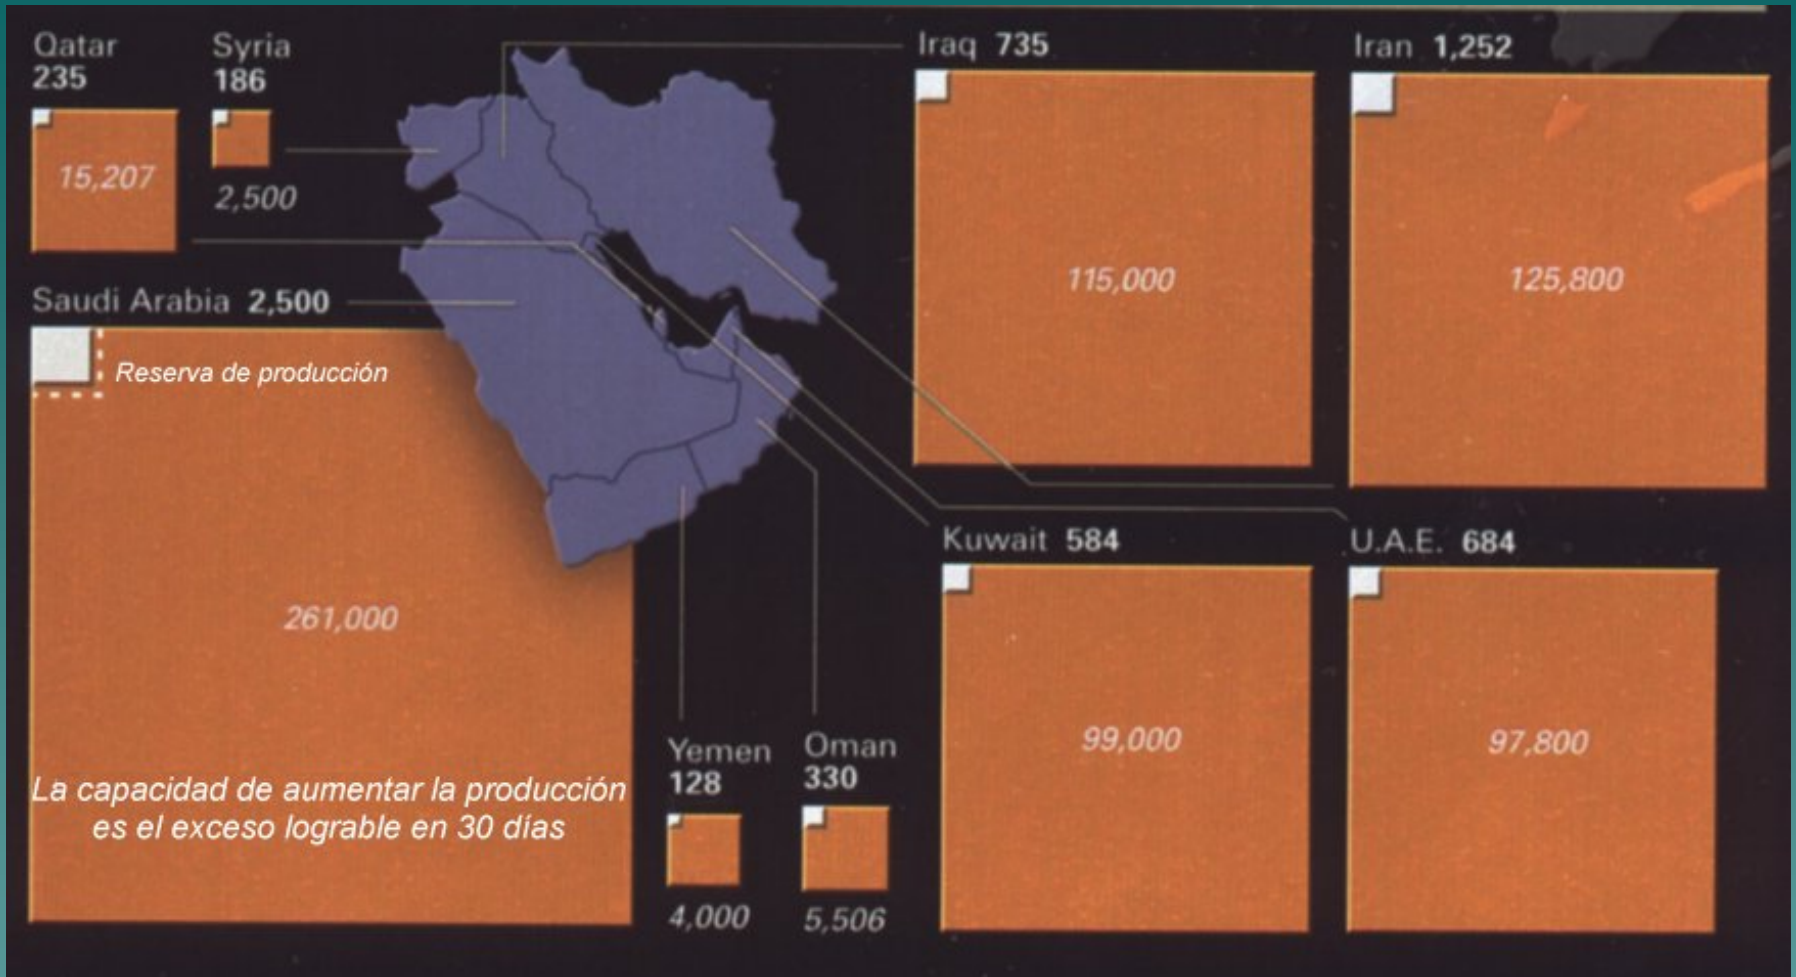 Qatar
235
15,207
Syria
186
2,500
Iraq 735
115,000
Iran 1,252
125,800
Saudi Arabia 2,500
Reserva de producción
261,000
La capacidad de aumentar la producción
es el exceso lograble en 30 días
Yemen
128
4,000
Oman
330
5,506
Kuwait 584
99,000
U.A.E. 684
97,800